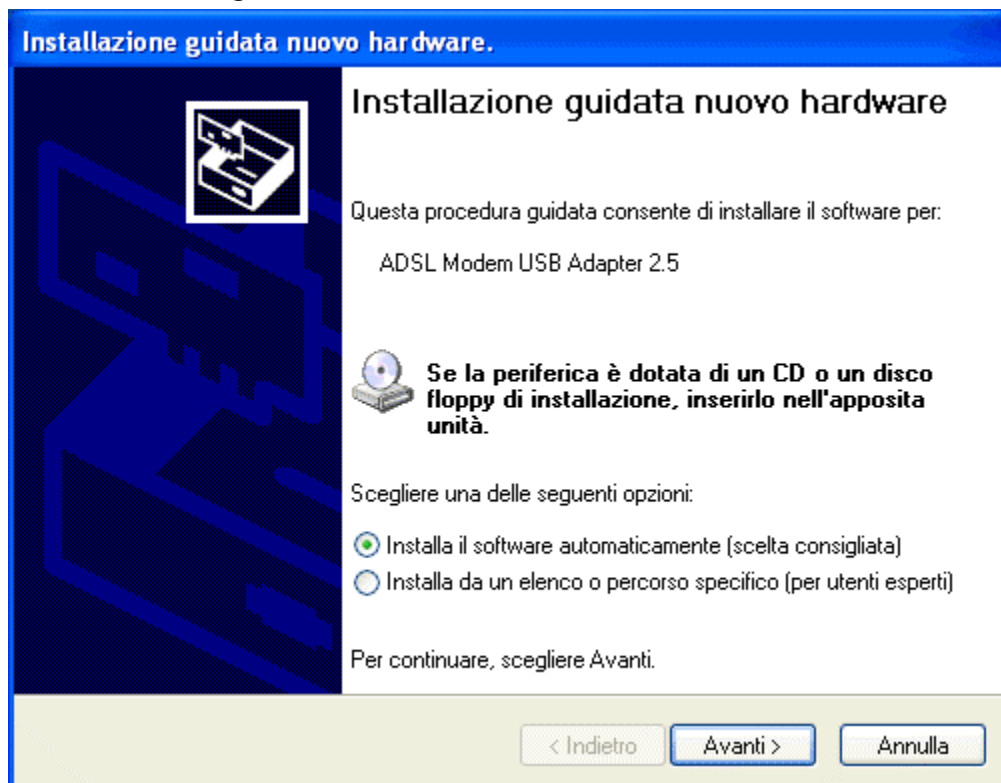 Installazione guidata nuovo hardware.
Installazione guidata nuovo hardware
Questa procedura guidata consente di installare il software per:
ADSL Modem USB Adapter 2.5
Se la periferica è dotata di un CD o un disco
floppy di installazione, inserirlo nell'apposita
unità.
Scegliere una delle seguenti opzioni:
Installa il software automaticamente (scelta consigliata)
Installa da un elenco o percorso specifico (per utenti esperti)
Per continuare, scegliere Avanti.
< Indietro Avanti > Annulla